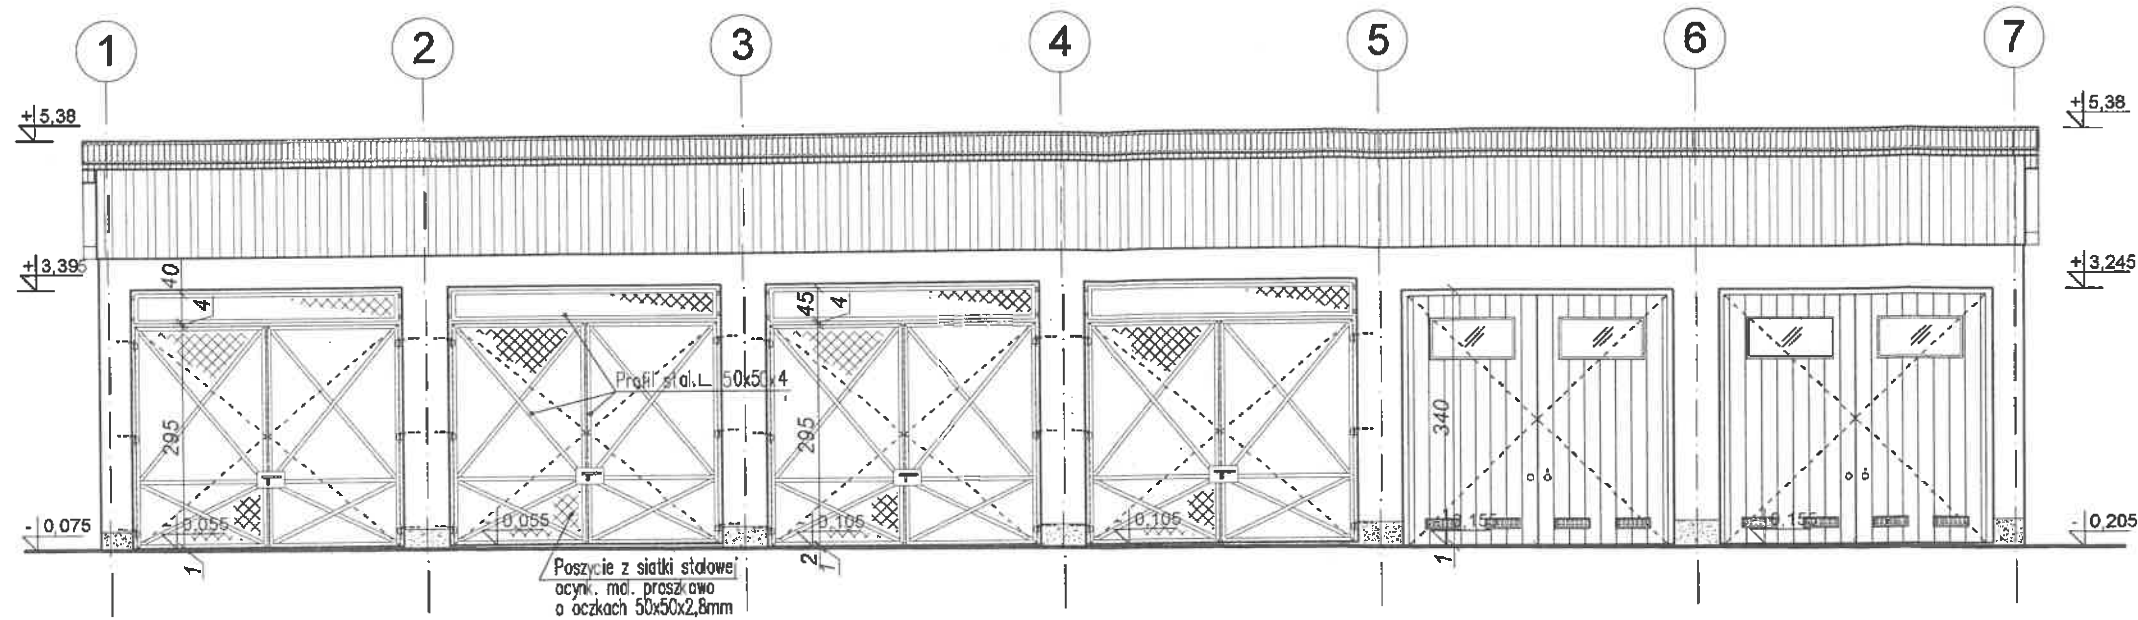 1 2 3 4 5 6 7
+5,38 +5,38
+3,395 +3,245
40 4 45 4
Profil stal. L 50x50x4
295 295 340
-0,075 0,055 0,055 0,105 0,105 0,155 0,155 -0,205
1 2 1 1
Poszycie z siatki stalowej
ocynk. mal. proszkowo
o oczkach 50x50x2,8mm